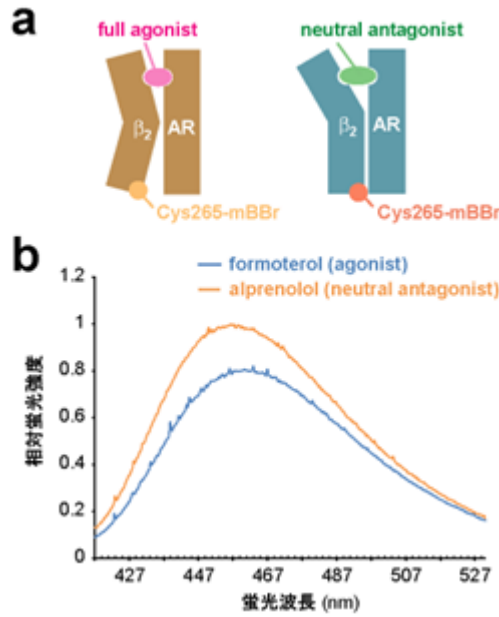 a
full agonist
neutral antagonist
β2
AR
β2
AR
Cys265-mBBr
Cys265-mBBr
b
formoterol (agonist)
alprenolol (neutral antagonist)
1.2
1
0.8
0.6
0.4
0.2
0
相対蛍光強度
427
447
467
487
507
527
蛍光波長 (nm)